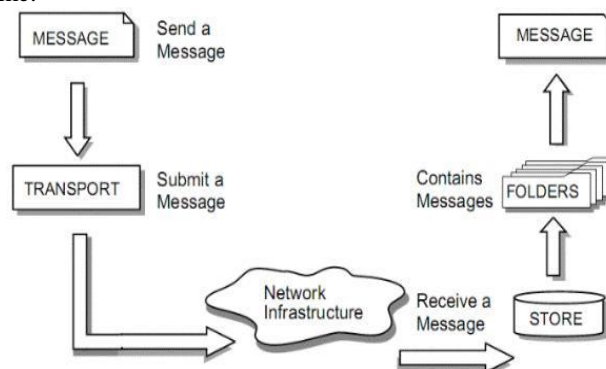 MESSAGE
Send a
Message
MESSAGE
TRANSPORT
Submit a
Message
Contains
Messages
FOLDERS
Network
Infrastructure
Receive a
Message
STORE